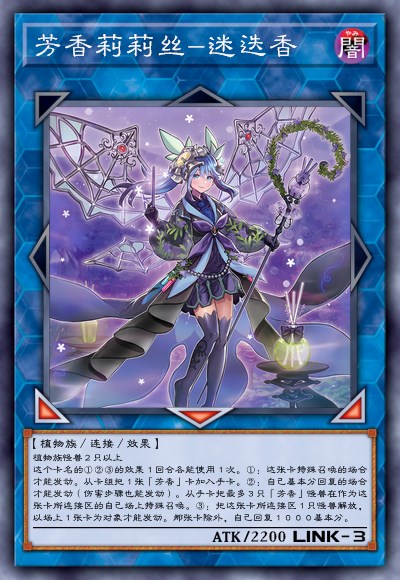 芳香莉莉丝-迷迭香
闇
やみ
【植物族/连接/效果】
植物族怪兽2只以上
这个卡名的①②③的效果1回合各能使用1次。①：这张卡特殊召唤的场合
才能发动。从卡组把1张「芳香」卡加入手卡。②：自己基本分回复的场合
才能发动（伤害步骤也能发动）。从手卡把最多3只「芳香」怪兽在作为这
张卡所连接区的自己场上特殊召唤。③：把这张卡所连接区1只怪兽解放，
以场上1张卡为对象才能发动。那张卡除外，自己回复1000基本分。
ATK/2200 LINK-3